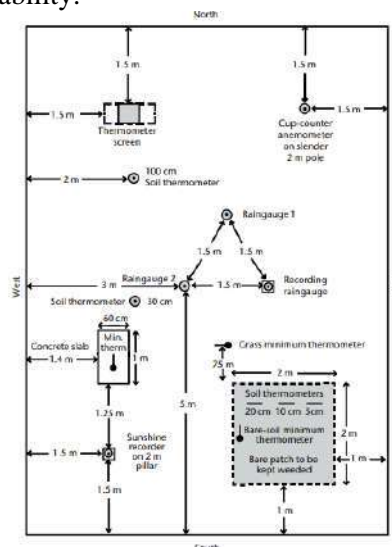 ability.
North
1.5 m
1.5 m
1.5 m
1.5 m
Thermometer
screen
Cup-counter
anemometer
on slender
2 m pole
2 m
100 cm
Soil thermometer
Raingauge 1
1.5 m
1.5 m
West
3 m
Raingauge 2
1.5 m
Recording
raingauge
Soil thermometer
30 cm
60 cm
Concrete slab
Min.
therm.
1 m
1.4 m
Grass minimum thermometer
75 m
2 m
Soil thermometers
20 cm 10 cm 5cm
Bare-soil minimum
thermometer
2 m
Bare patch to be
kept weeded
1 m
1.25 m
5 m
1.5 m
Sunshine
recorder
on 2 m
pillar
1.5 m
1 m
South